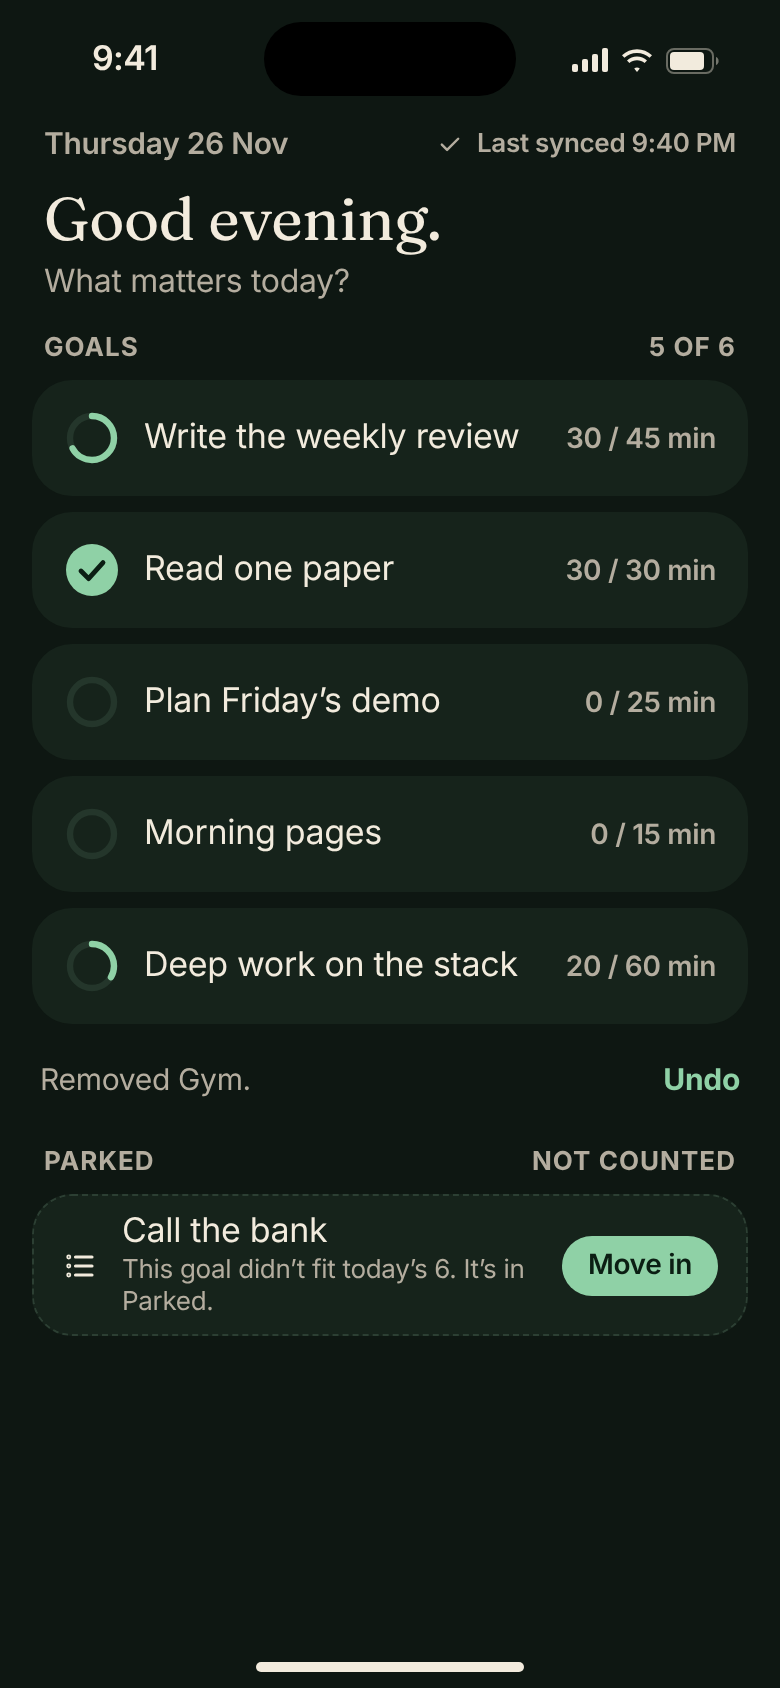 9:41
Thursday 26 Nov
Last synced 9:40 PM
Good evening.
What matters today?
GOALS
5 OF 6
Write the weekly review
30 / 45 min
Read one paper
30 / 30 min
Plan Friday’s demo
0 / 25 min
Morning pages
0 / 15 min
Deep work on the stack
20 / 60 min
Removed Gym.
Undo
PARKED
NOT COUNTED
Call the bank
This goal didn’t fit today’s 6. It’s in
Parked.
Move in